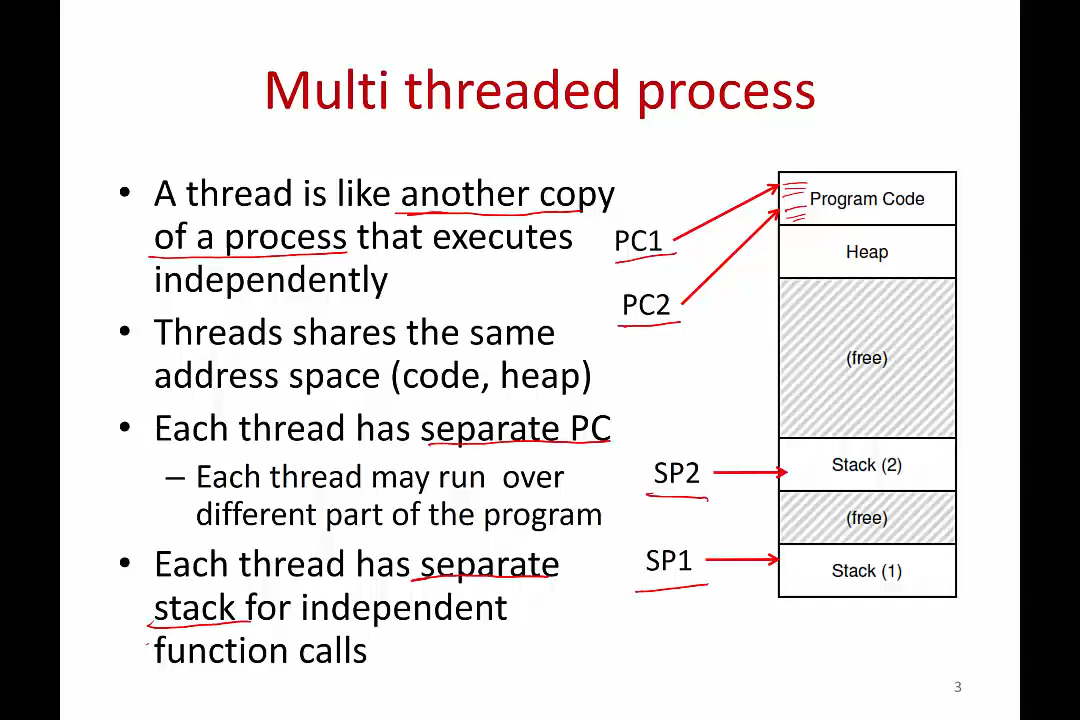 Multi threaded process
• A thread is like another copy
of a process that executes
independently
• Threads shares the same
address space (code, heap)
• Each thread has separate PC
– Each thread may run over
different part of the program
• Each thread has separate
stack for independent
function calls
PC1
PC2
SP2
SP1
Program Code
Heap
(free)
Stack (2)
(free)
Stack (1)
3